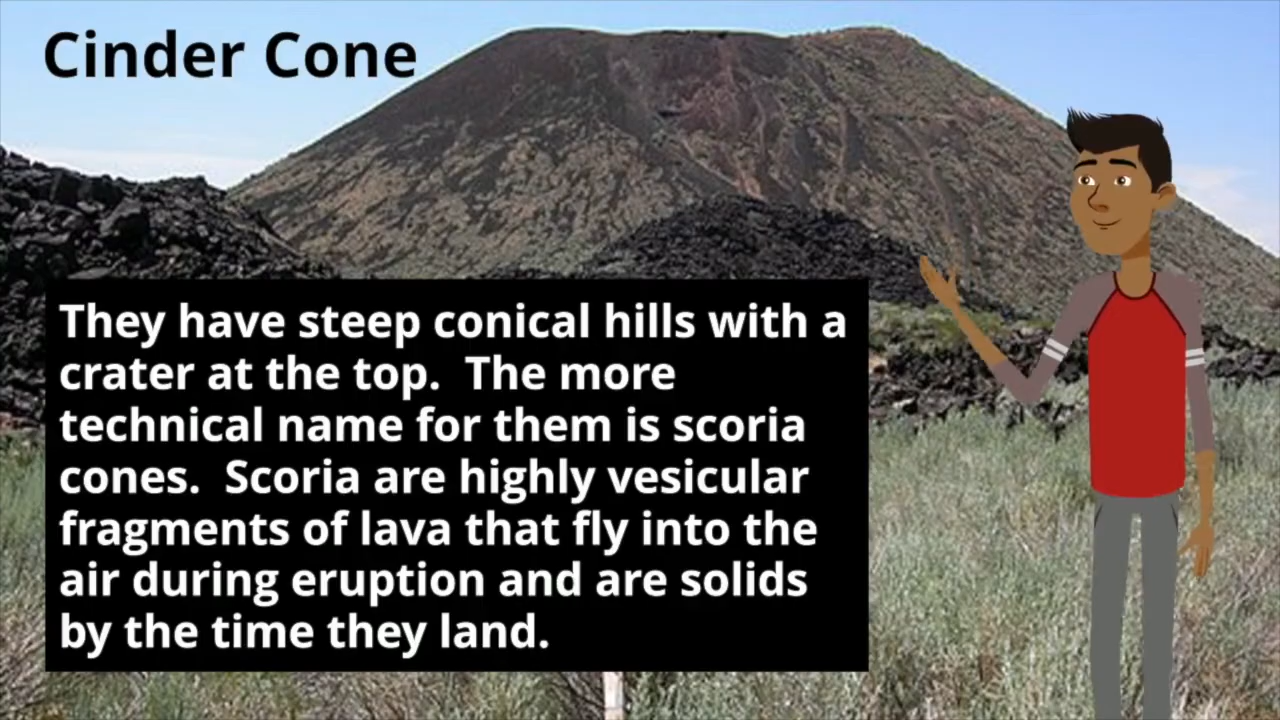 Cinder Cone
They have steep conical hills with a
crater at the top.  The more
technical name for them is scoria
cones.  Scoria are highly vesicular
fragments of lava that fly into the
air during eruption and are solids
by the time they land.